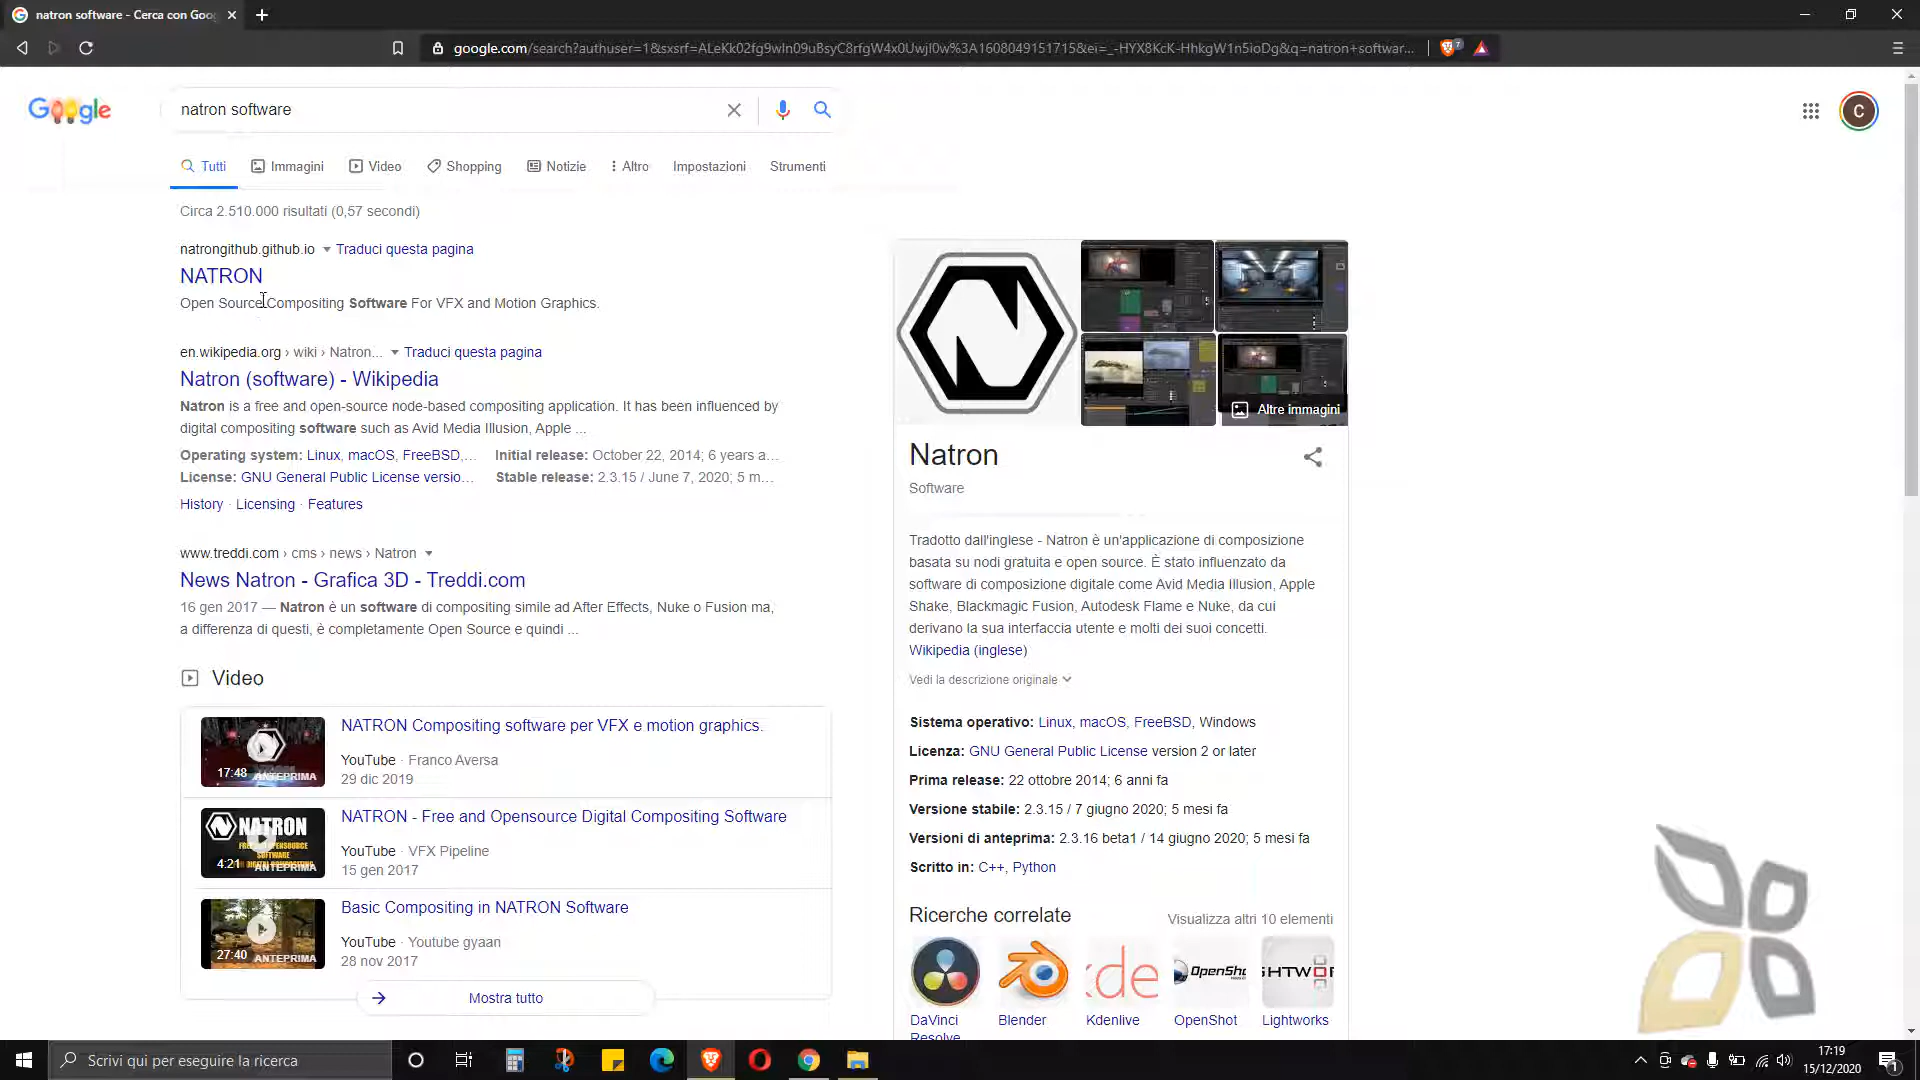 natron software - Cerca con Goo
google.com/search?authuser=1&sxsrf=ALeKk02fg9wIn09uBsyC8rfgW4x0UwjI0w%3A1608049151715&ei=_-HYX8KcK-HhkgW1n5ioDg&q=natron+softwar...
7
Google
natron software
C
Tutti
Immagini
Video
Shopping
Notizie
Altro
Impostazioni
Strumenti
Circa 2.510.000 risultati (0,57 secondi)
natrongithub.github.io
Traduci questa pagina
NATRON
Open Source Compositing Software For VFX and Motion Graphics.
en.wikipedia.org › wiki › Natron...
Traduci questa pagina
Natron (software) - Wikipedia
Natron is a free and open-source node-based compositing application. It has been influenced by
digital compositing software such as Avid Media Illusion, Apple ...
Operating system: Linux, macOS, FreeBSD,...
Initial release: October 22, 2014; 6 years a...
License: GNU General Public License versio...
Stable release: 2.3.15 / June 7, 2020; 5 m...
History · Licensing · Features
www.treddi.com › cms › news › Natron
News Natron - Grafica 3D - Treddi.com
16 gen 2017 — Natron è un software di compositing simile ad After Effects, Nuke o Fusion ma,
a differenza di questi, è completamente Open Source e quindi ...
Video
17:48
ANTEPRIMA
NATRON Compositing software per VFX e motion graphics.
YouTube · Franco Aversa
29 dic 2019
NATRON
4:21
ANTEPRIMA
NATRON - Free and Opensource Digital Compositing Software
YouTube · VFX Pipeline
15 gen 2017
27:40
ANTEPRIMA
Basic Compositing in NATRON Software
YouTube · Youtube gyaan
28 nov 2017
Mostra tutto
Altre immagini
Natron
Software
Tradotto dall'inglese - Natron è un'applicazione di composizione
basata su nodi gratuita e open source. È stato influenzato da
software di composizione digitale come Avid Media Illusion, Apple
Shake, Blackmagic Fusion, Autodesk Flame e Nuke, da cui
derivano la sua interfaccia utente e molti dei suoi concetti.
Wikipedia (inglese)
Vedi la descrizione originale
Sistema operativo: Linux, macOS, FreeBSD, Windows
Licenza: GNU General Public License version 2 or later
Prima release: 22 ottobre 2014; 6 anni fa
Versione stabile: 2.3.15 / 7 giugno 2020; 5 mesi fa
Versioni di anteprima: 2.3.16 beta1 / 14 giugno 2020; 5 mesi fa
Scritto in: C++, Python
Ricerche correlate
Visualizza altri 10 elementi
kde
OpenSho
GHTWOR
DaVinci
Resolve
Blender
Kdenlive
OpenShot
Lightworks
Scrivi qui per eseguire la ricerca
17:19
15/12/2020
1